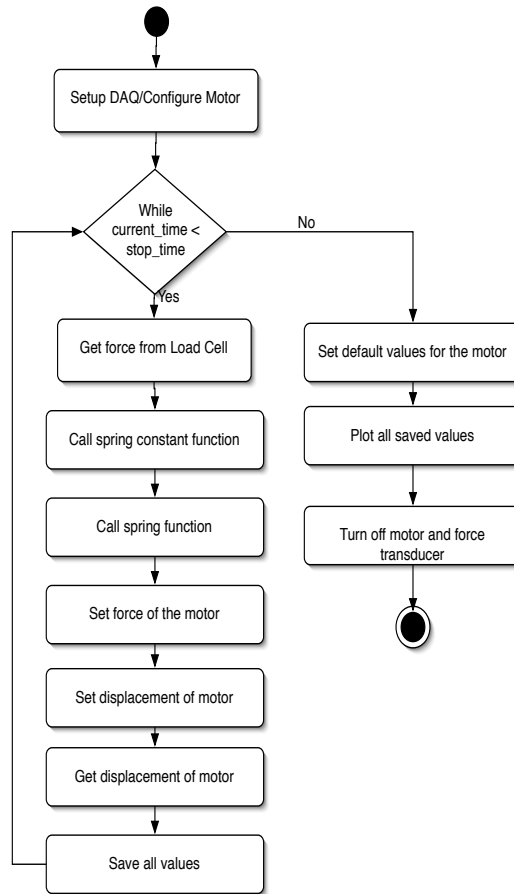 Setup DAQ/Configure Motor
While
current_time <
stop_time
No
Yes
Get force from Load Cell
Call spring constant function
Call spring function
Set force of the motor
Set displacement of motor
Get displacement of motor
Save all values
Set default values for the motor
Plot all saved values
Turn off motor and force
transducer